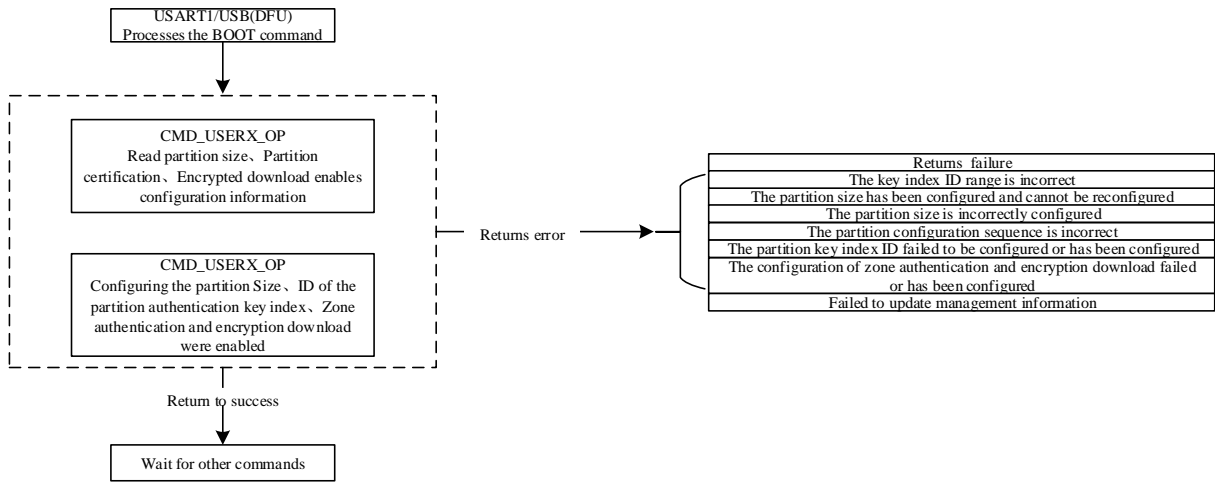 USART1/USB(DFU)
Processes the BOOT command
CMD_USERX_OP
Read partition size、Partition
certification、Encrypted download enables
configuration information
CMD_USERX_OP
Configuring the partition Size、ID of the
partition authentication key index、Zone
authentication and encryption download
were enabled
Return to success
Wait for other commands
Returns error
Returns failure
The key index ID range is incorrect
The partition size has been configured and cannot be reconfigured
The partition size is incorrectly configured
The partition configuration sequence is incorrect
The partition key index ID failed to be configured or has been configured
The configuration of zone authentication and encryption download failed
or has been configured
Failed to update management information